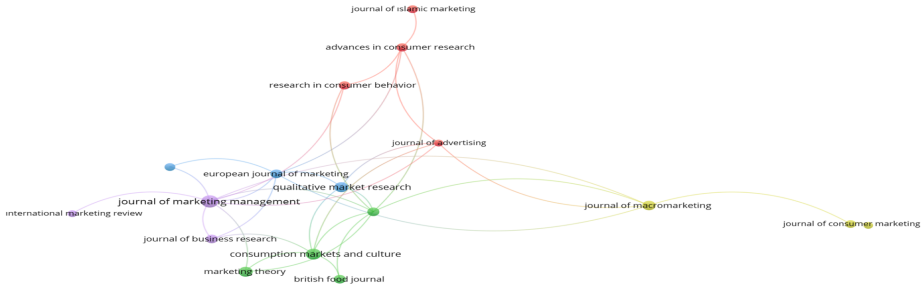 journal of islamic marketing
advances in consumer research
research in consumer behavior
journal of advertising
european journal of marketing
qualitative market research
journal of marketing management
journal of macromarketing
international marketing review
journal of consumer marketing
journal of business research
consumption markets and culture
marketing theory
british food journal